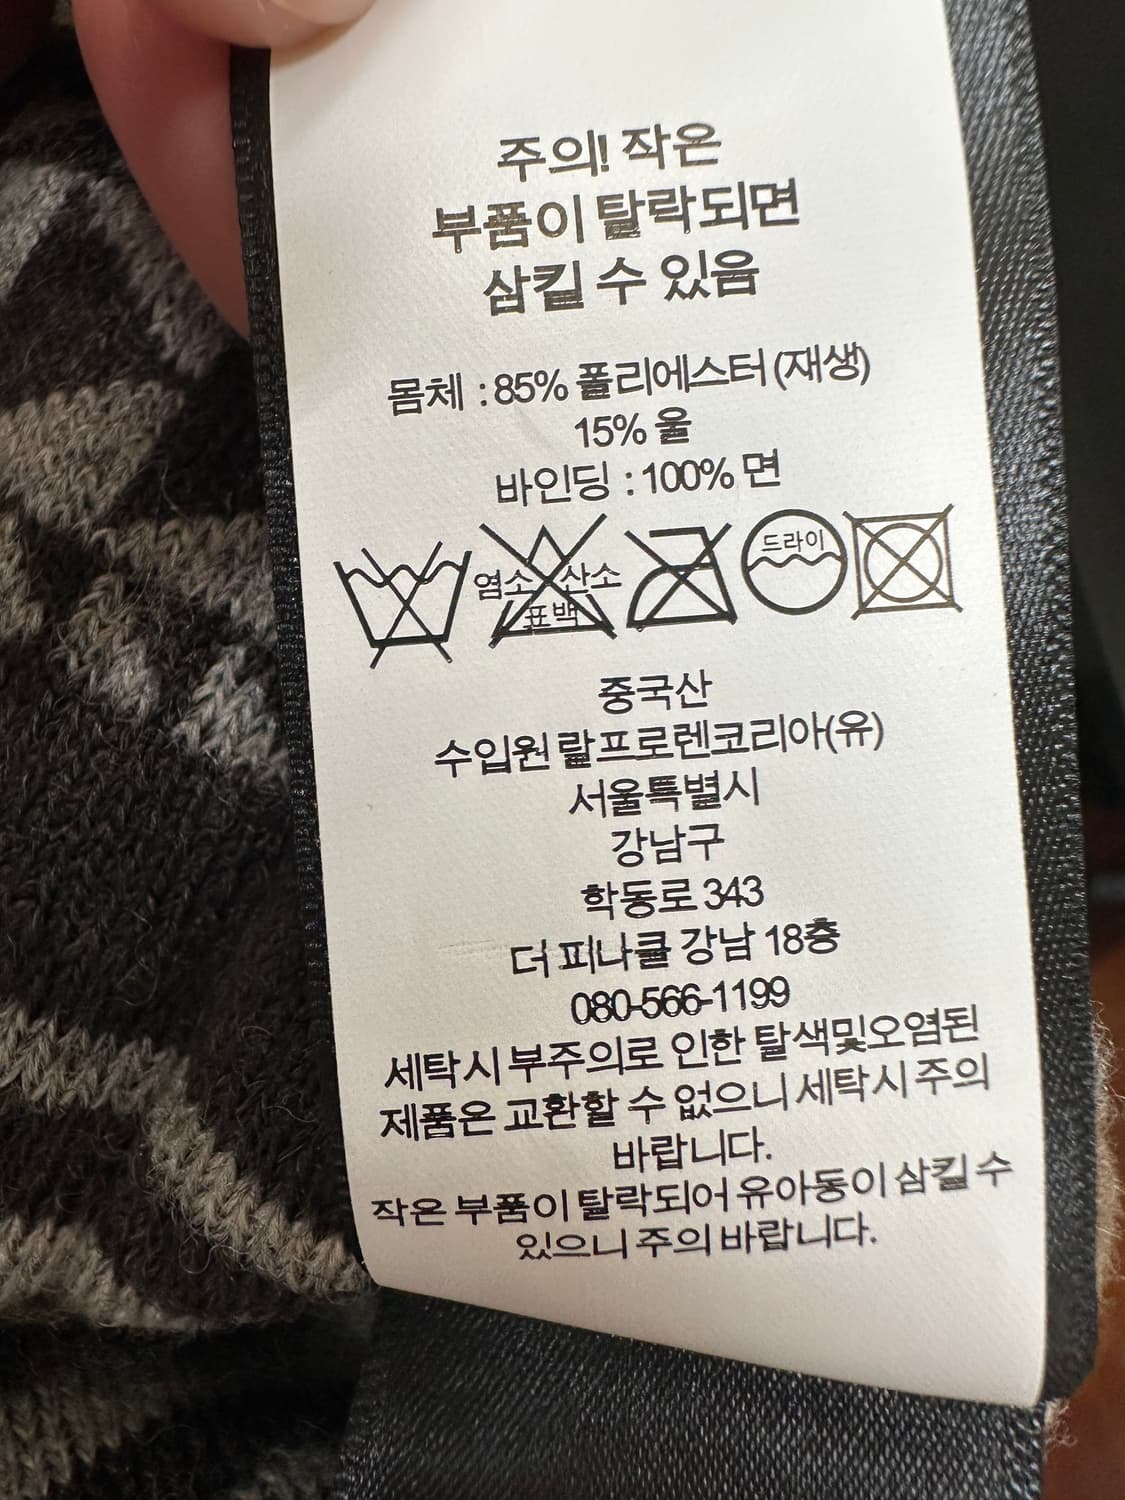 주의! 작은
부품이 탈락되면
삼킬 수 있음
몸체 : 85% 폴리에스터 (재생)
15% 울
바인딩 : 100% 면
염소 산소
표백
드라이
중국산
수입원 랄프로렌코리아(유)
서울특별시
강남구
학동로 343
더 피나클 강남 18층
080-566-1199
세탁시 부주의로 인한 탈색및오염된
제품은 교환할 수 없으니 세탁시 주의
바랍니다.
작은 부품이 탈락되어 유아동이 삼킬 수
있으니 주의 바랍니다.